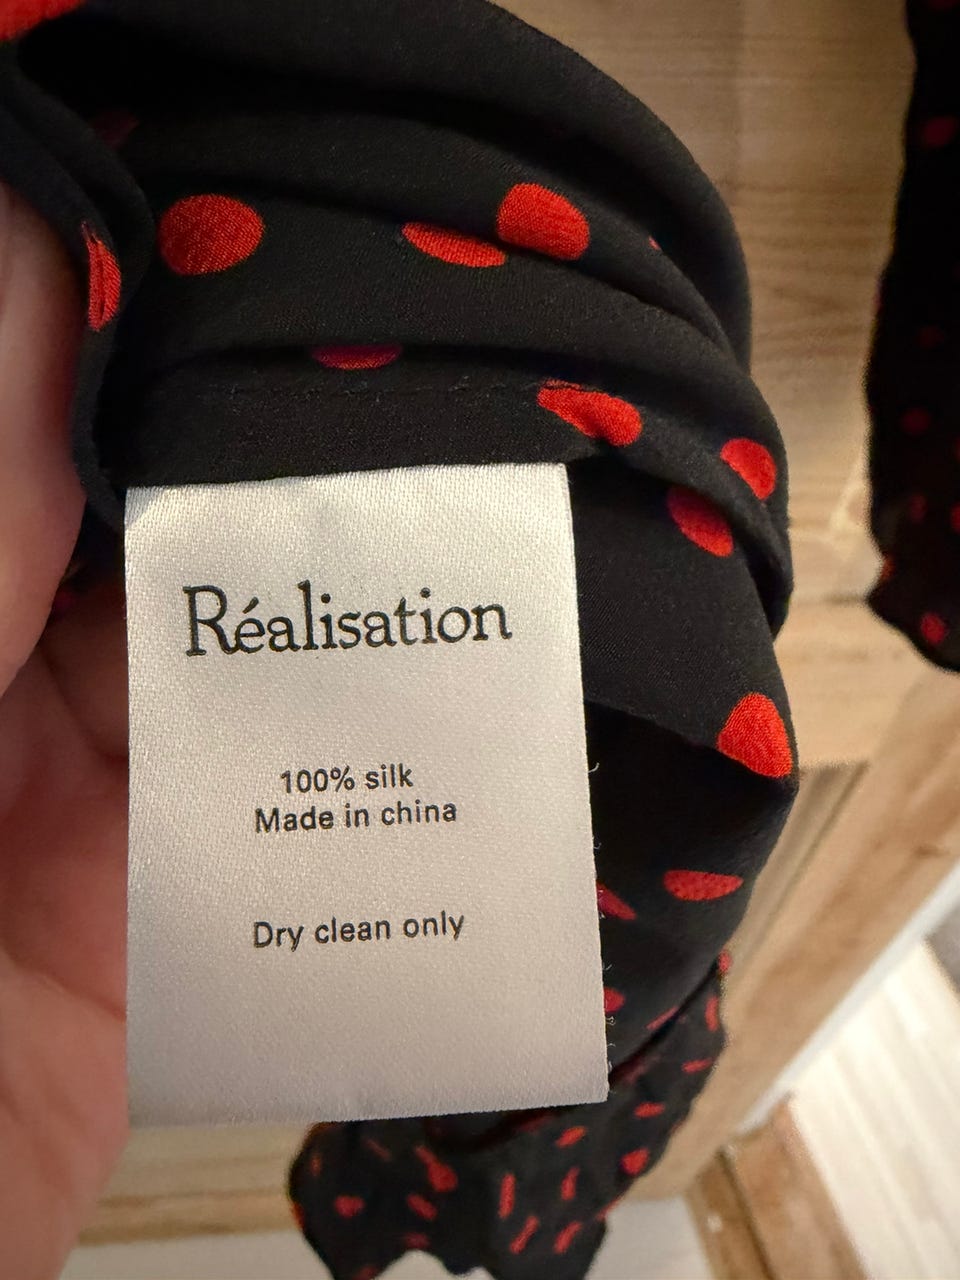 Réalisation
100% silk
Made in china
Dry clean only